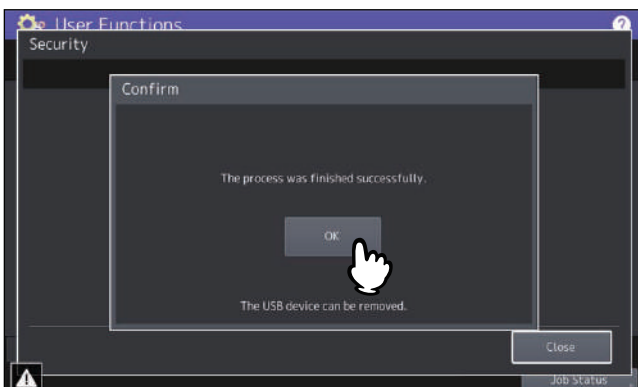 User Functions
?
Security
Confirm
The process was finished successfully.
OK
The USB device can be removed.
Close
Job Status